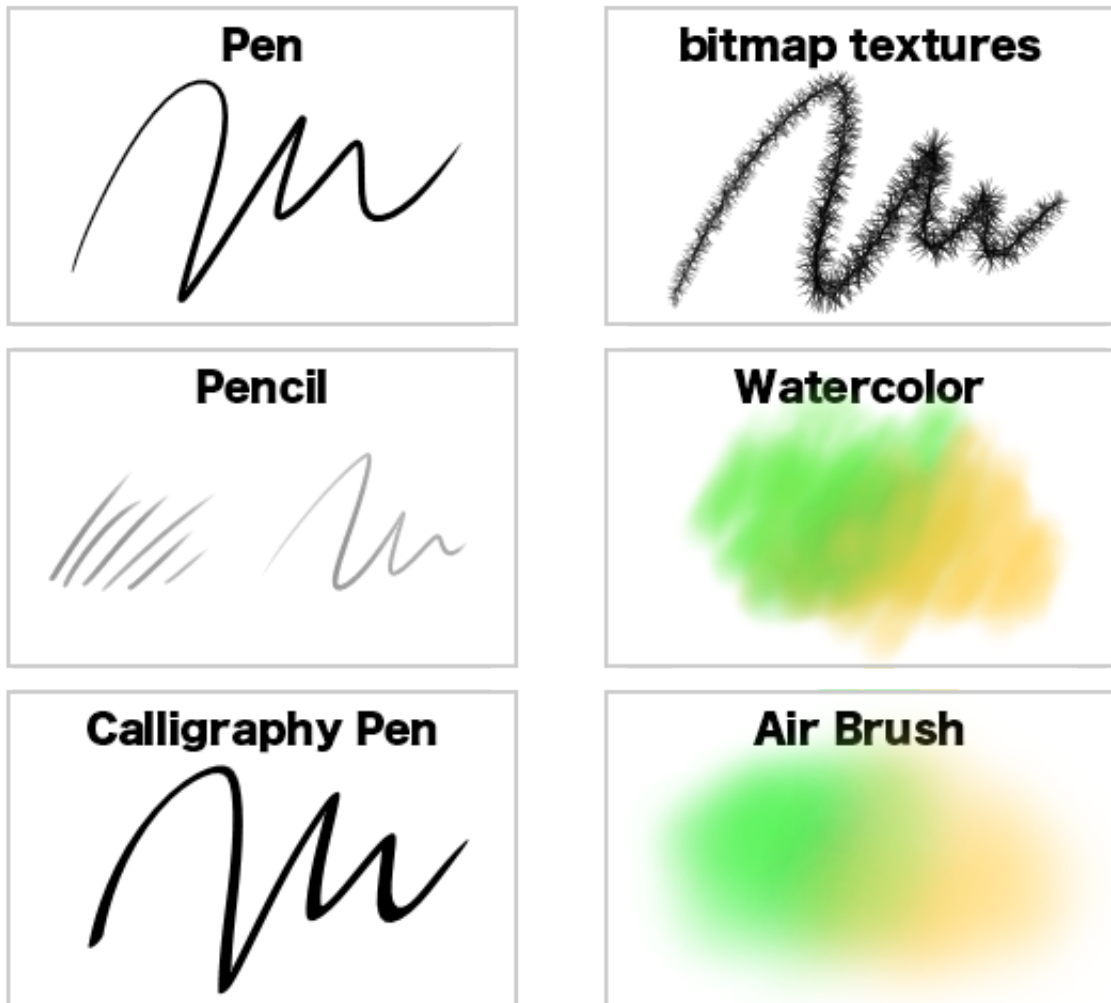 Pen
bitmap textures
Pencil
Watercolor
Calligraphy Pen
Air Brush